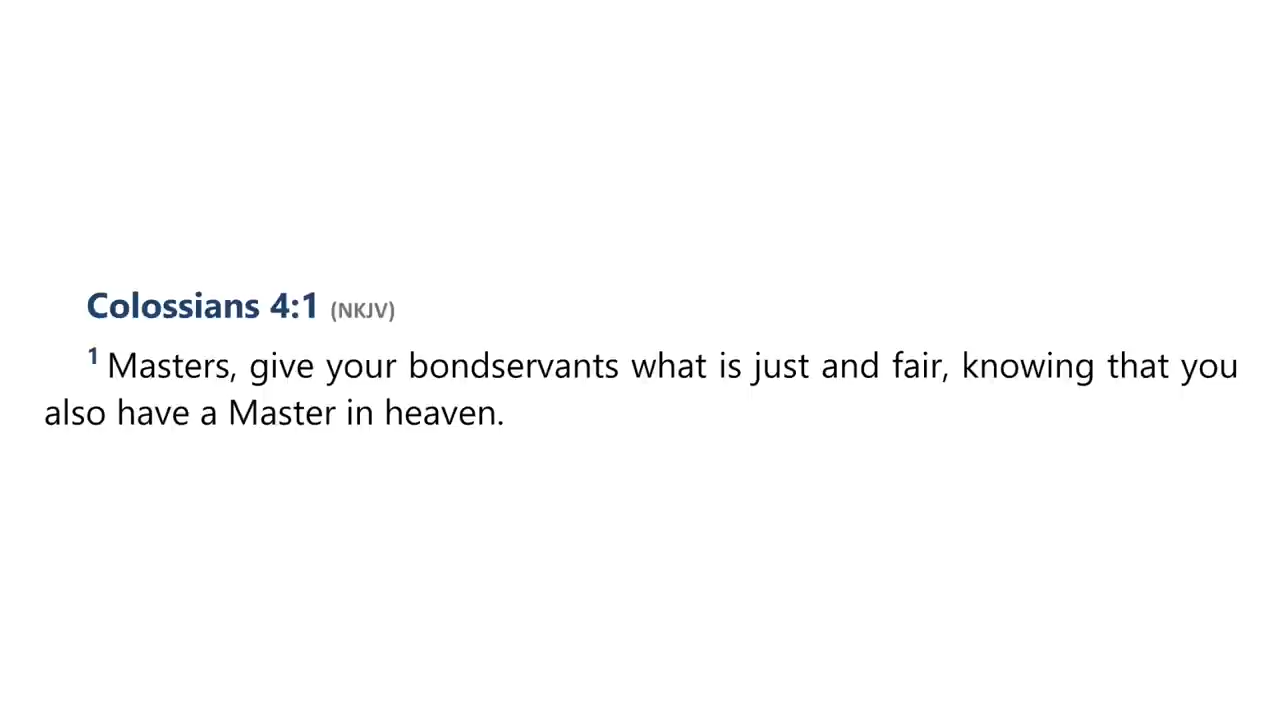 Colossians 4:1 (NKJV)
1 Masters, give your bondservants what is just and fair, knowing that you
also have a Master in heaven.